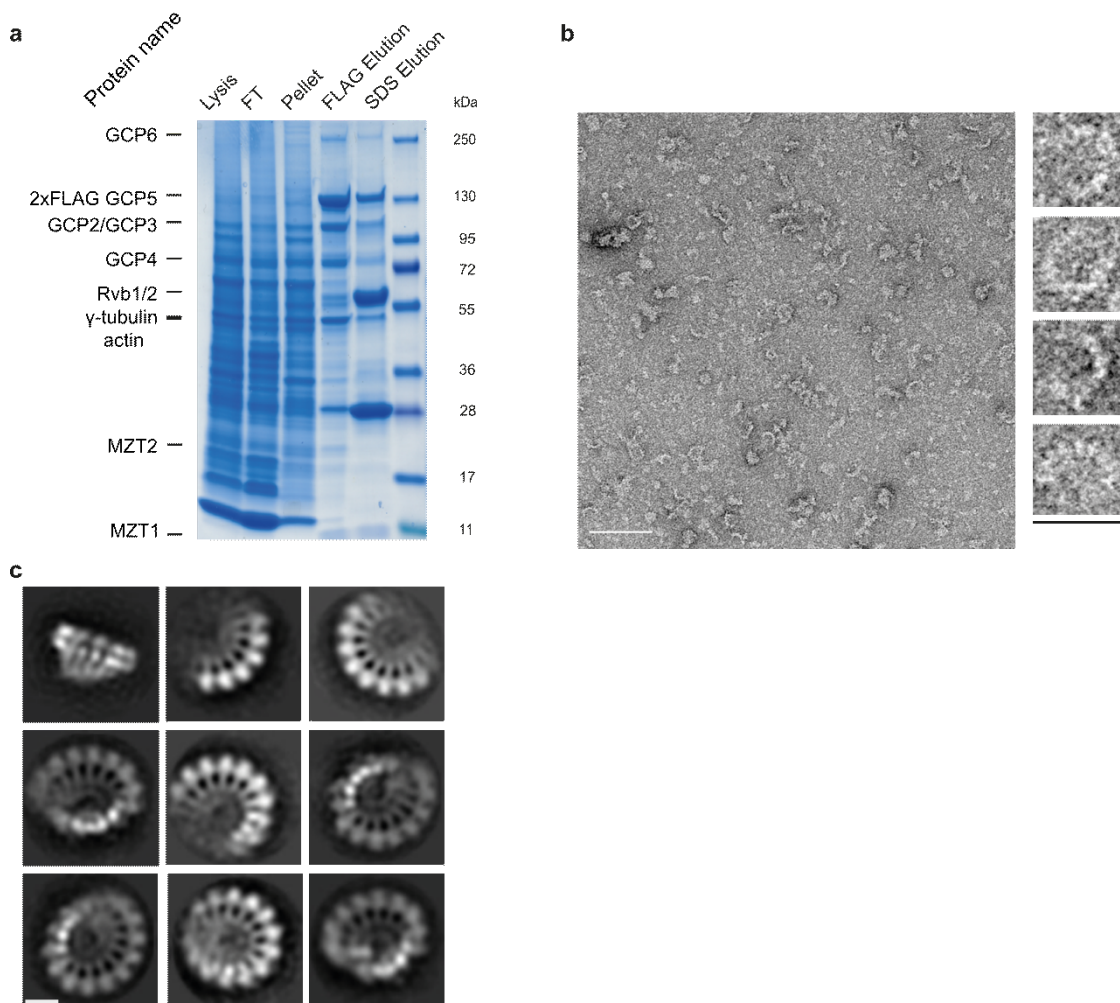 a
Protein name
Lysis
FT
Pellet
FLAG Elution
SDS Elution
kDa
GCP6
2xFLAG GCP5
GCP2/GCP3
GCP4
Rvb1/2
γ-tubulin
actin
MZT2
MZT1
250
130
95
72
55
36
28
17
11
b
c